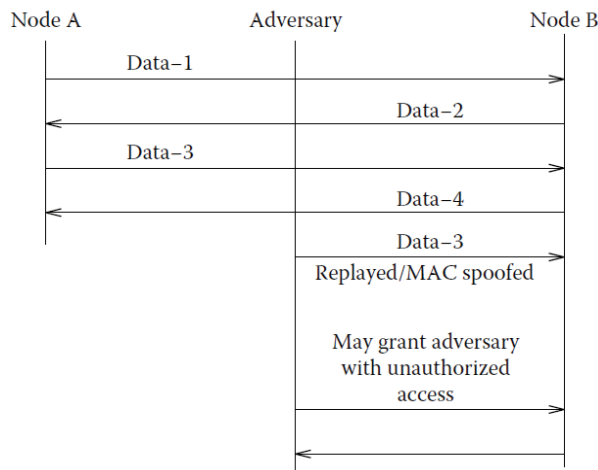 Node A
Adversary
Node B
Data–1
Data–2
Data–3
Data–4
Data–3
Replayed/MAC spoofed
May grant adversary
with unauthorized
access